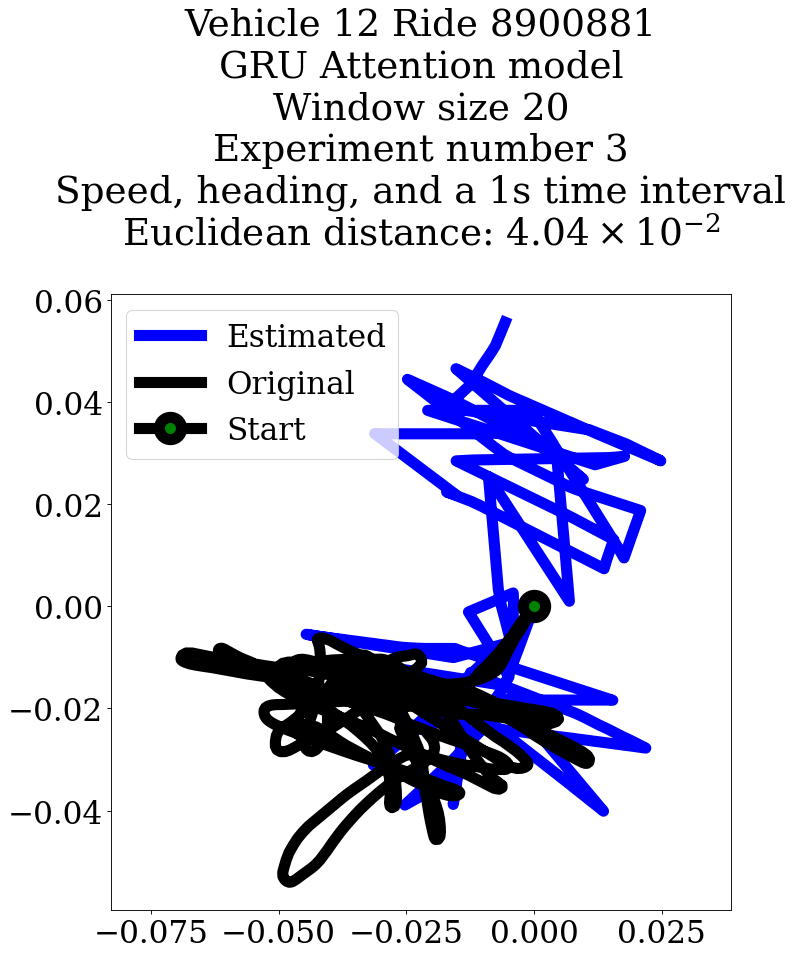 Vehicle 12 Ride 8900881
GRU Attention model
Window size 20
Experiment number 3
Speed, heading, and a 1s time interval
Euclidean distance: 4.04 × 10⁻²
0.06
Estimated
Original
Start
0.04
0.02
0.00
−0.02
−0.04
−0.075 −0.050 −0.025 0.000 0.025